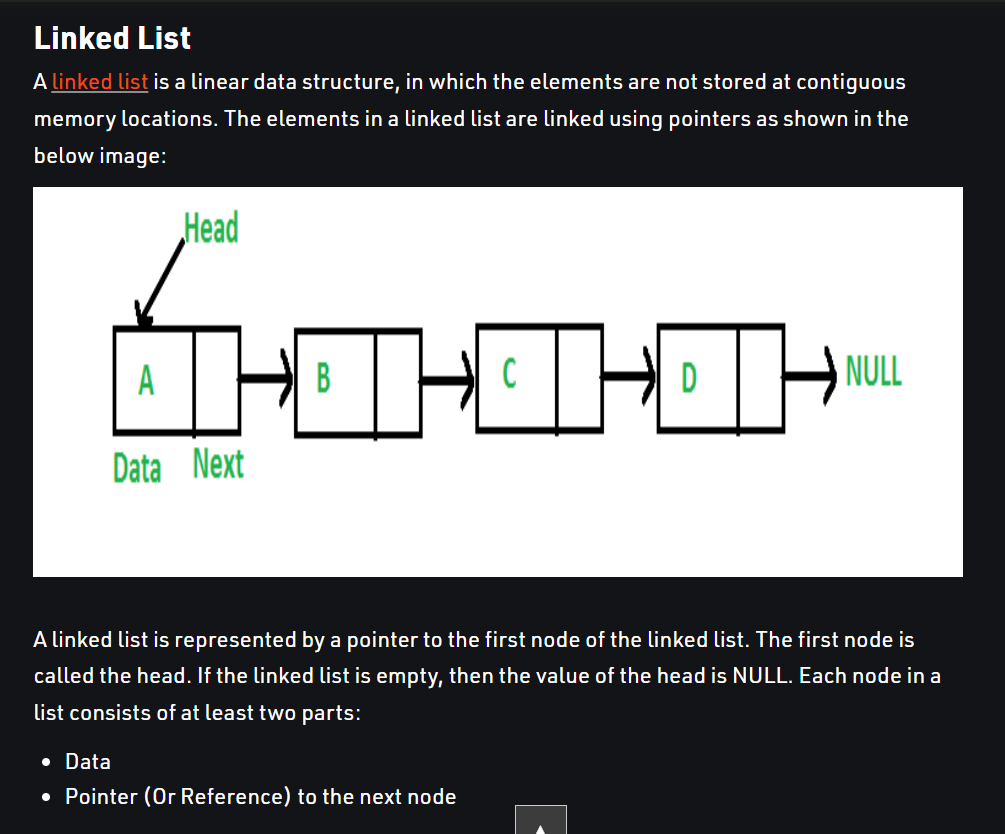 Linked List
A linked list is a linear data structure, in which the elements are not stored at contiguous
memory locations. The elements in a linked list are linked using pointers as shown in the
below image:
Head
A
B
C
D
NULL
Data
Next
A linked list is represented by a pointer to the first node of the linked list. The first node is
called the head. If the linked list is empty, then the value of the head is NULL. Each node in a
list consists of at least two parts:
• Data
• Pointer (Or Reference) to the next node